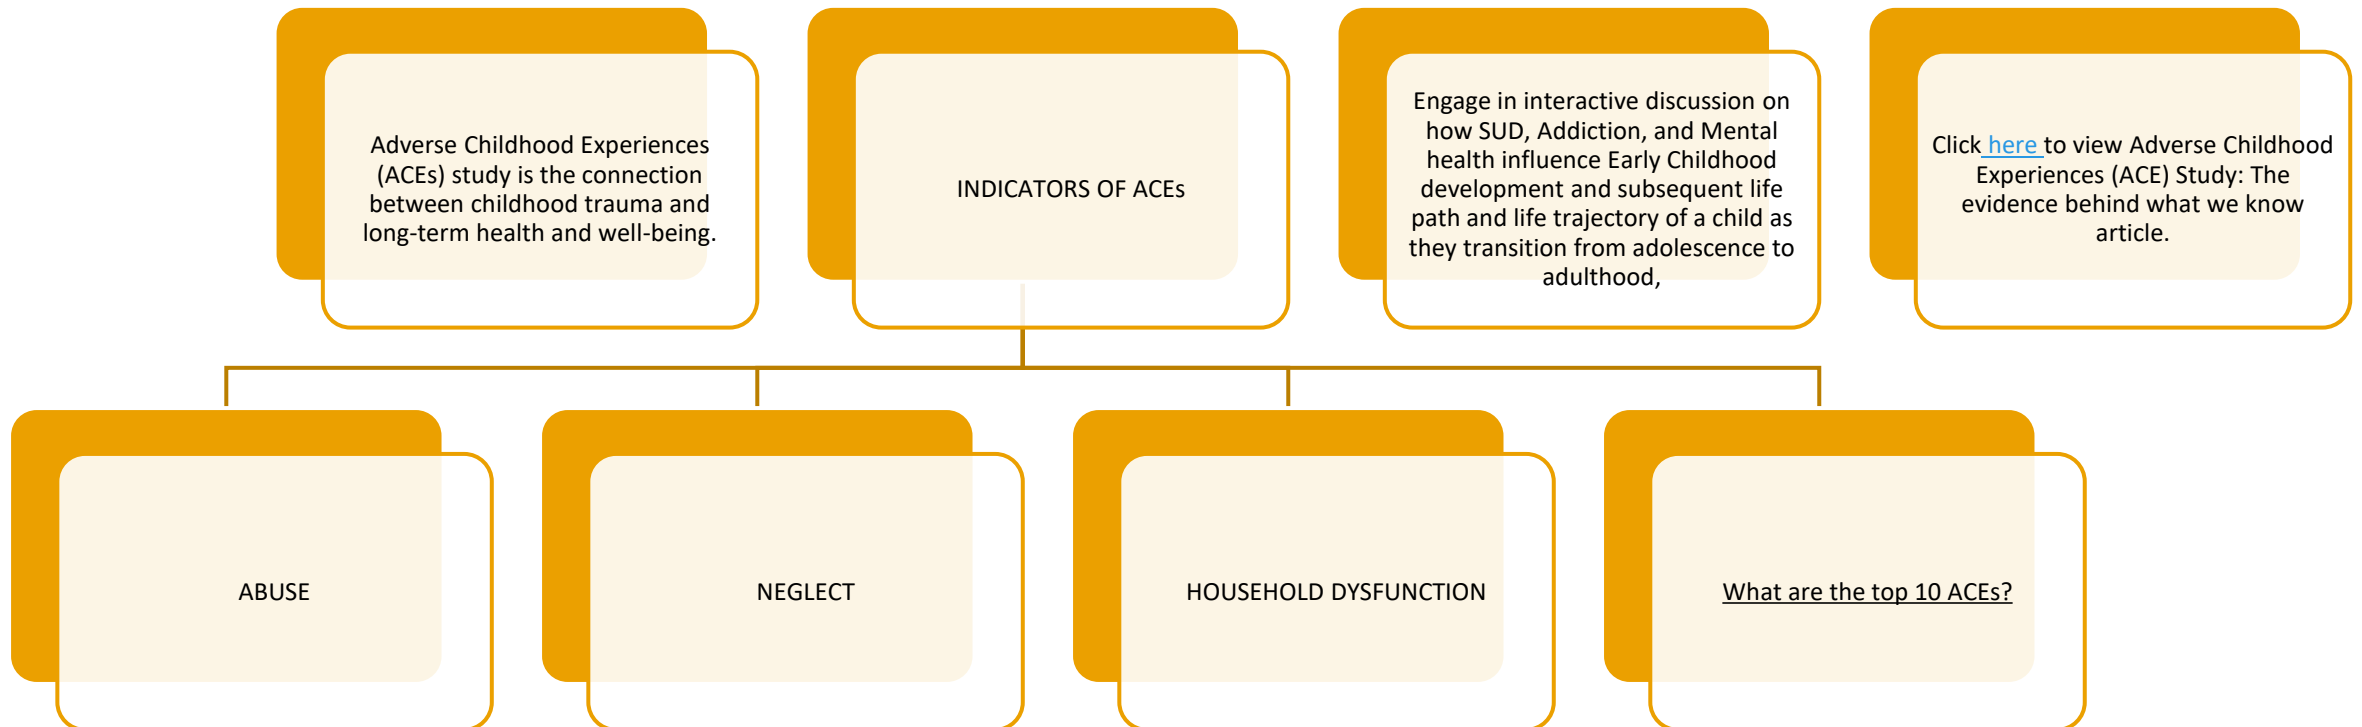 Adverse Childhood Experiences
(ACEs) study is the connection
between childhood trauma and
long-term health and well-being.
INDICATORS OF ACEs
Engage in interactive discussion on
how SUD, Addiction, and Mental
health influence Early Childhood
development and subsequent life
path and life trajectory of a child as
they transition from adolescence to
adulthood,
Click here to view Adverse Childhood
Experiences (ACE) Study: The
evidence behind what we know
article.
ABUSE
NEGLECT
HOUSEHOLD DYSFUNCTION
What are the top 10 ACEs?